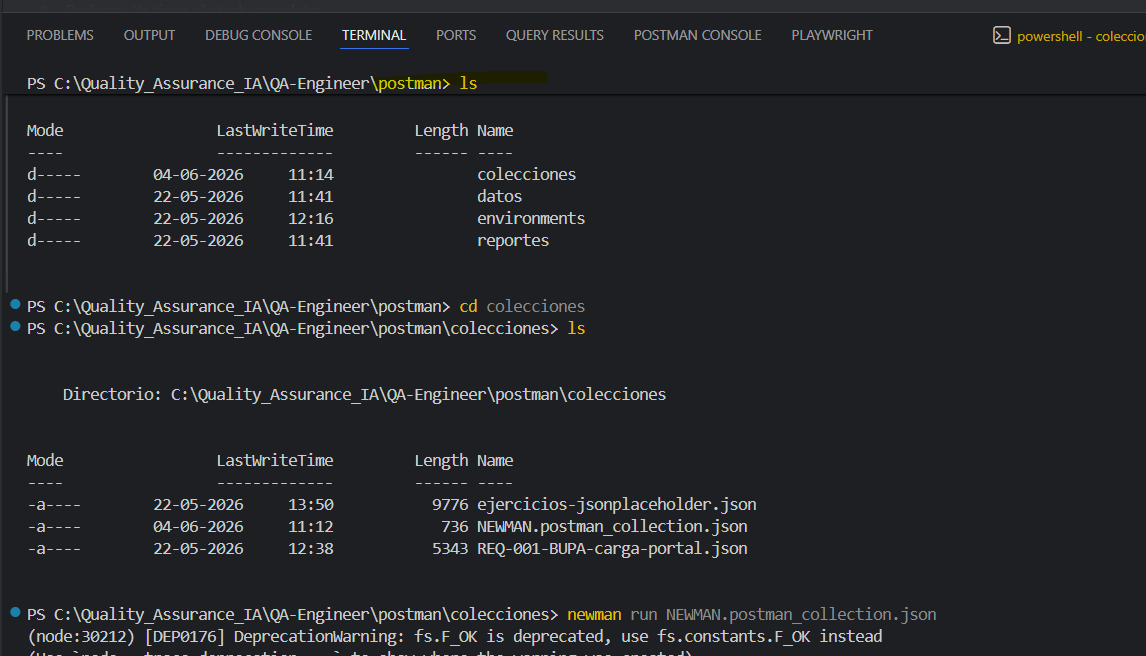 PROBLEMS OUTPUT DEBUG CONSOLE TERMINAL PORTS QUERY RESULTS POSTMAN CONSOLE PLAYWRIGHT powershell - coleccio
PS C:\Quality_Assurance_IA\QA-Engineer\postman> ls
Mode LastWriteTime Length Name
---- ------------- ------ ----
d----- 04-06-2026 11:14 colecciones
d----- 22-05-2026 11:41 datos
d----- 22-05-2026 12:16 environments
d----- 22-05-2026 11:41 reportes
PS C:\Quality_Assurance_IA\QA-Engineer\postman> cd colecciones
PS C:\Quality_Assurance_IA\QA-Engineer\postman\colecciones> ls
Directorio: C:\Quality_Assurance_IA\QA-Engineer\postman\colecciones
Mode LastWriteTime Length Name
---- ------------- ------ ----
-a---- 22-05-2026 13:50 9776 ejercicios-jsonplaceholder.json
-a---- 04-06-2026 11:12 736 NEWMAN.postman_collection.json
-a---- 22-05-2026 12:38 5343 REQ-001-BUPA-carga-portal.json
PS C:\Quality_Assurance_IA\QA-Engineer\postman\colecciones> newman run NEWMAN.postman_collection.json
(node:30212) [DEP0176] DeprecationWarning: fs.F_OK is deprecated, use fs.constants.F_OK instead